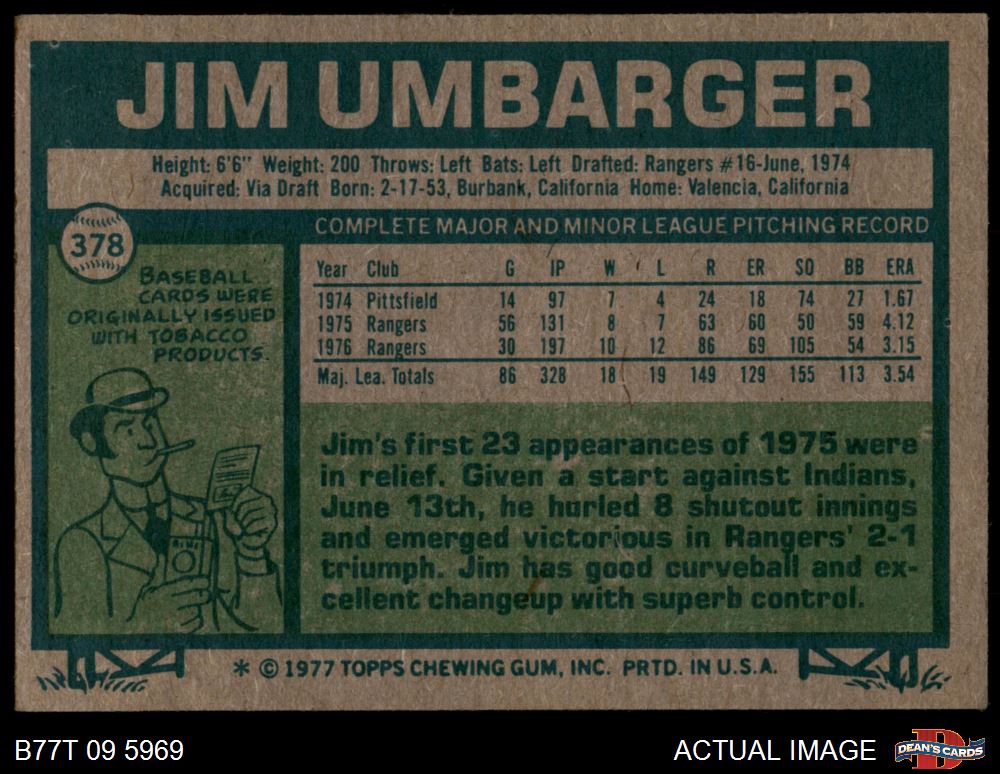 JIM UMBARGER
Height: 6'6" Weight: 200 Throws: Left Bats: Left Drafted: Rangers #16-June, 1974
Acquired: Via Draft Born: 2-17-53, Burbank, California Home: Valencia, California
378
BASEBALL
CARDS WERE
ORIGINALLY ISSUED
WITH TOBACCO
PRODUCTS.
COMPLETE MAJOR AND MINOR LEAGUE PITCHING RECORD
Year Club G IP W L R ER SO BB ERA
1974 Pittsfield 14 97 7 4 24 18 74 27 1.67
1975 Rangers 56 131 8 7 63 60 50 59 4.12
1976 Rangers 30 197 10 12 86 69 105 54 3.15
Maj. Lea. Totals 86 328 18 19 149 129 155 113 3.54
Jim's first 23 appearances of 1975 were
in relief. Given a start against Indians,
June 13th, he hurled 8 shutout innings
and emerged victorious in Rangers' 2-1
triumph. Jim has good curveball and ex-
cellent changeup with superb control.
* © 1977 TOPPS CHEWING GUM, INC. PRTD. IN U.S.A.
B77T 09 5969
ACTUAL IMAGE
D
DEAN'S CARDS